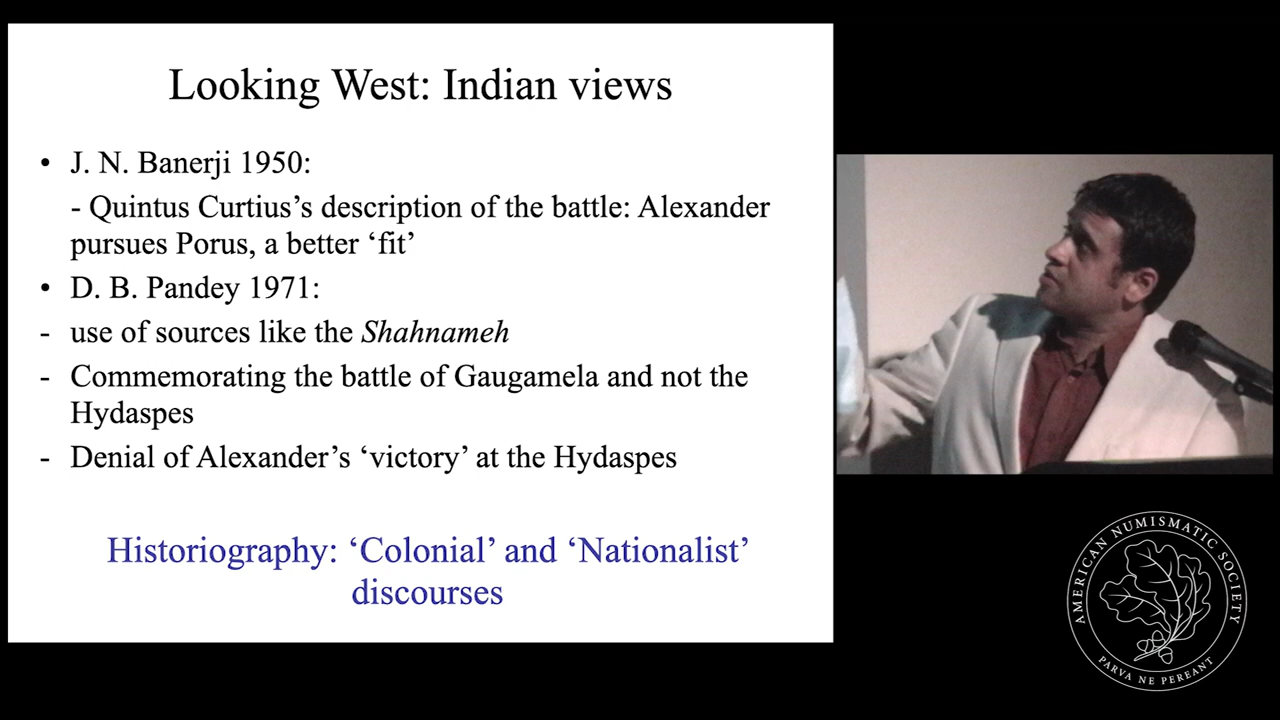 Looking West: Indian views
• J. N. Banerji 1950:
- Quintus Curtius’s description of the battle: Alexander
pursues Porus, a better ‘fit’
• D. B. Pandey 1971:
- use of sources like the Shahnameh
- Commemorating the battle of Gaugamela and not the
Hydaspes
- Denial of Alexander’s ‘victory’ at the Hydaspes
Historiography: ‘Colonial’ and ‘Nationalist’
discourses
AMERICAN NUMISMATIC SOCIETY
PARVA NE PEREANT